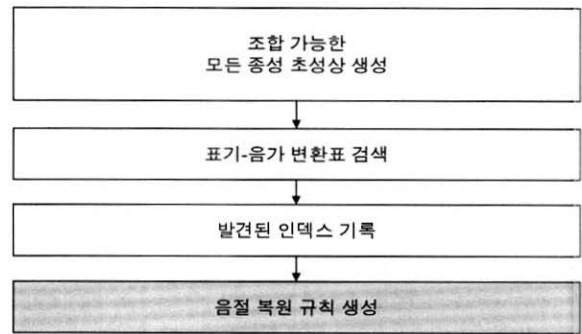 조합 가능한
모든 종성 초성상 생성
표기-음가 변환표 검색
발견된 인덱스 기록
음절 복원 규칙 생성